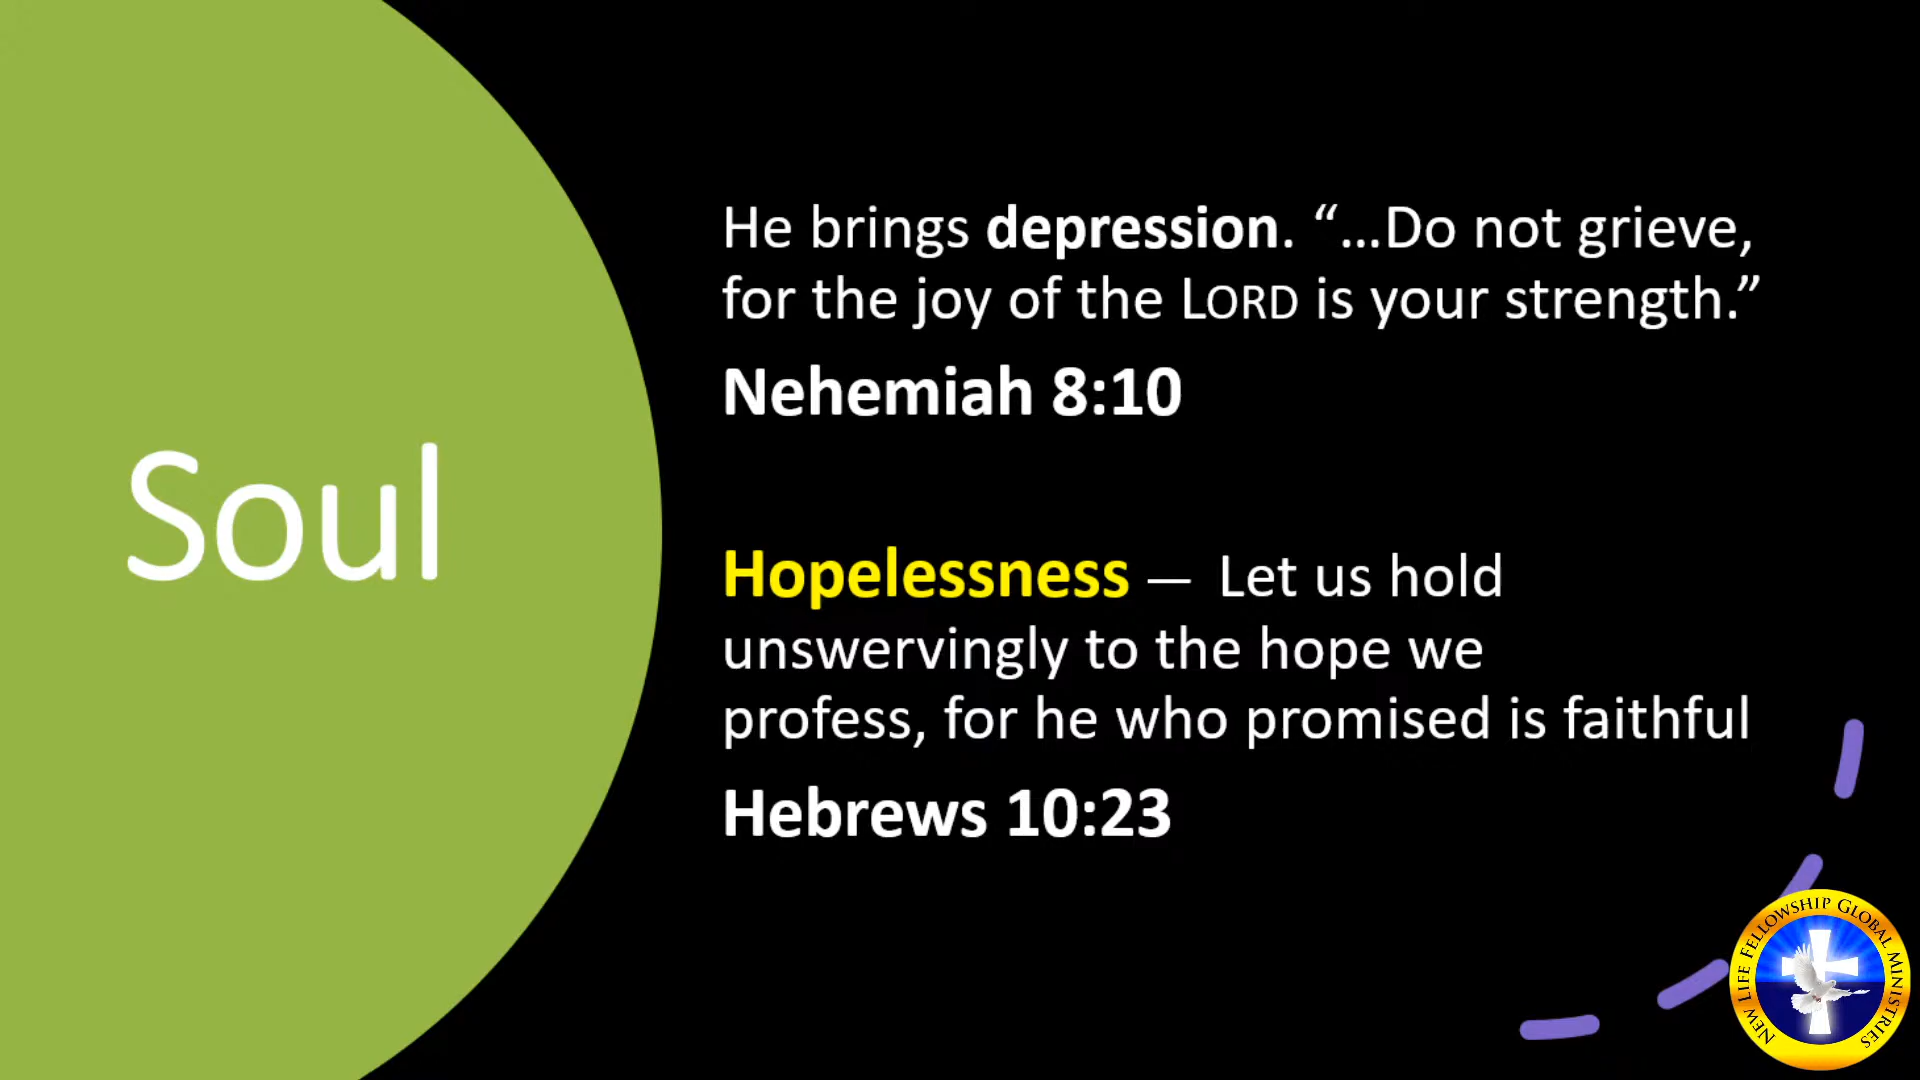 Soul
He brings depression. “...Do not grieve,
for the joy of the LORD is your strength.”
Nehemiah 8:10
Hopelessness — Let us hold
unswervingly to the hope we
profess, for he who promised is faithful
Hebrews 10:23
NEW LIFE FELLOWSHIP GLOBAL MINISTRIES